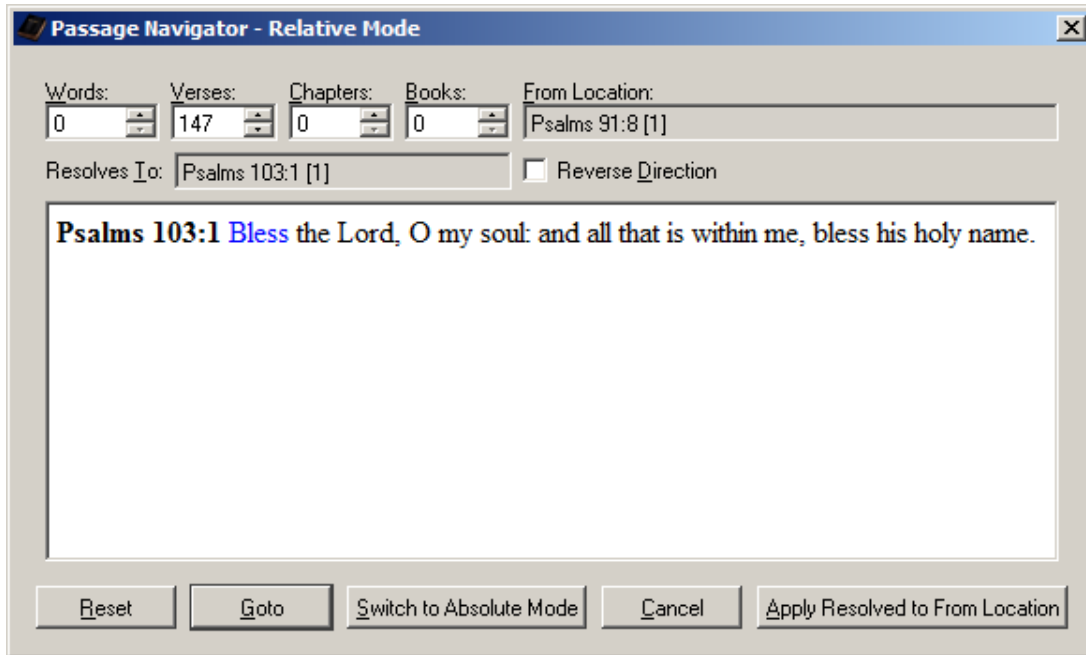 Passage Navigator - Relative Mode
Words: Verses: Chapters: Books: From Location:
0 147 0 0 Psalms 91:8 [1]
Resolves To: Psalms 103:1 [1] Reverse Direction
Psalms 103:1 Bless the Lord, O my soul: and all that is within me, bless his holy name.
Reset Goto Switch to Absolute Mode Cancel Apply Resolved to From Location